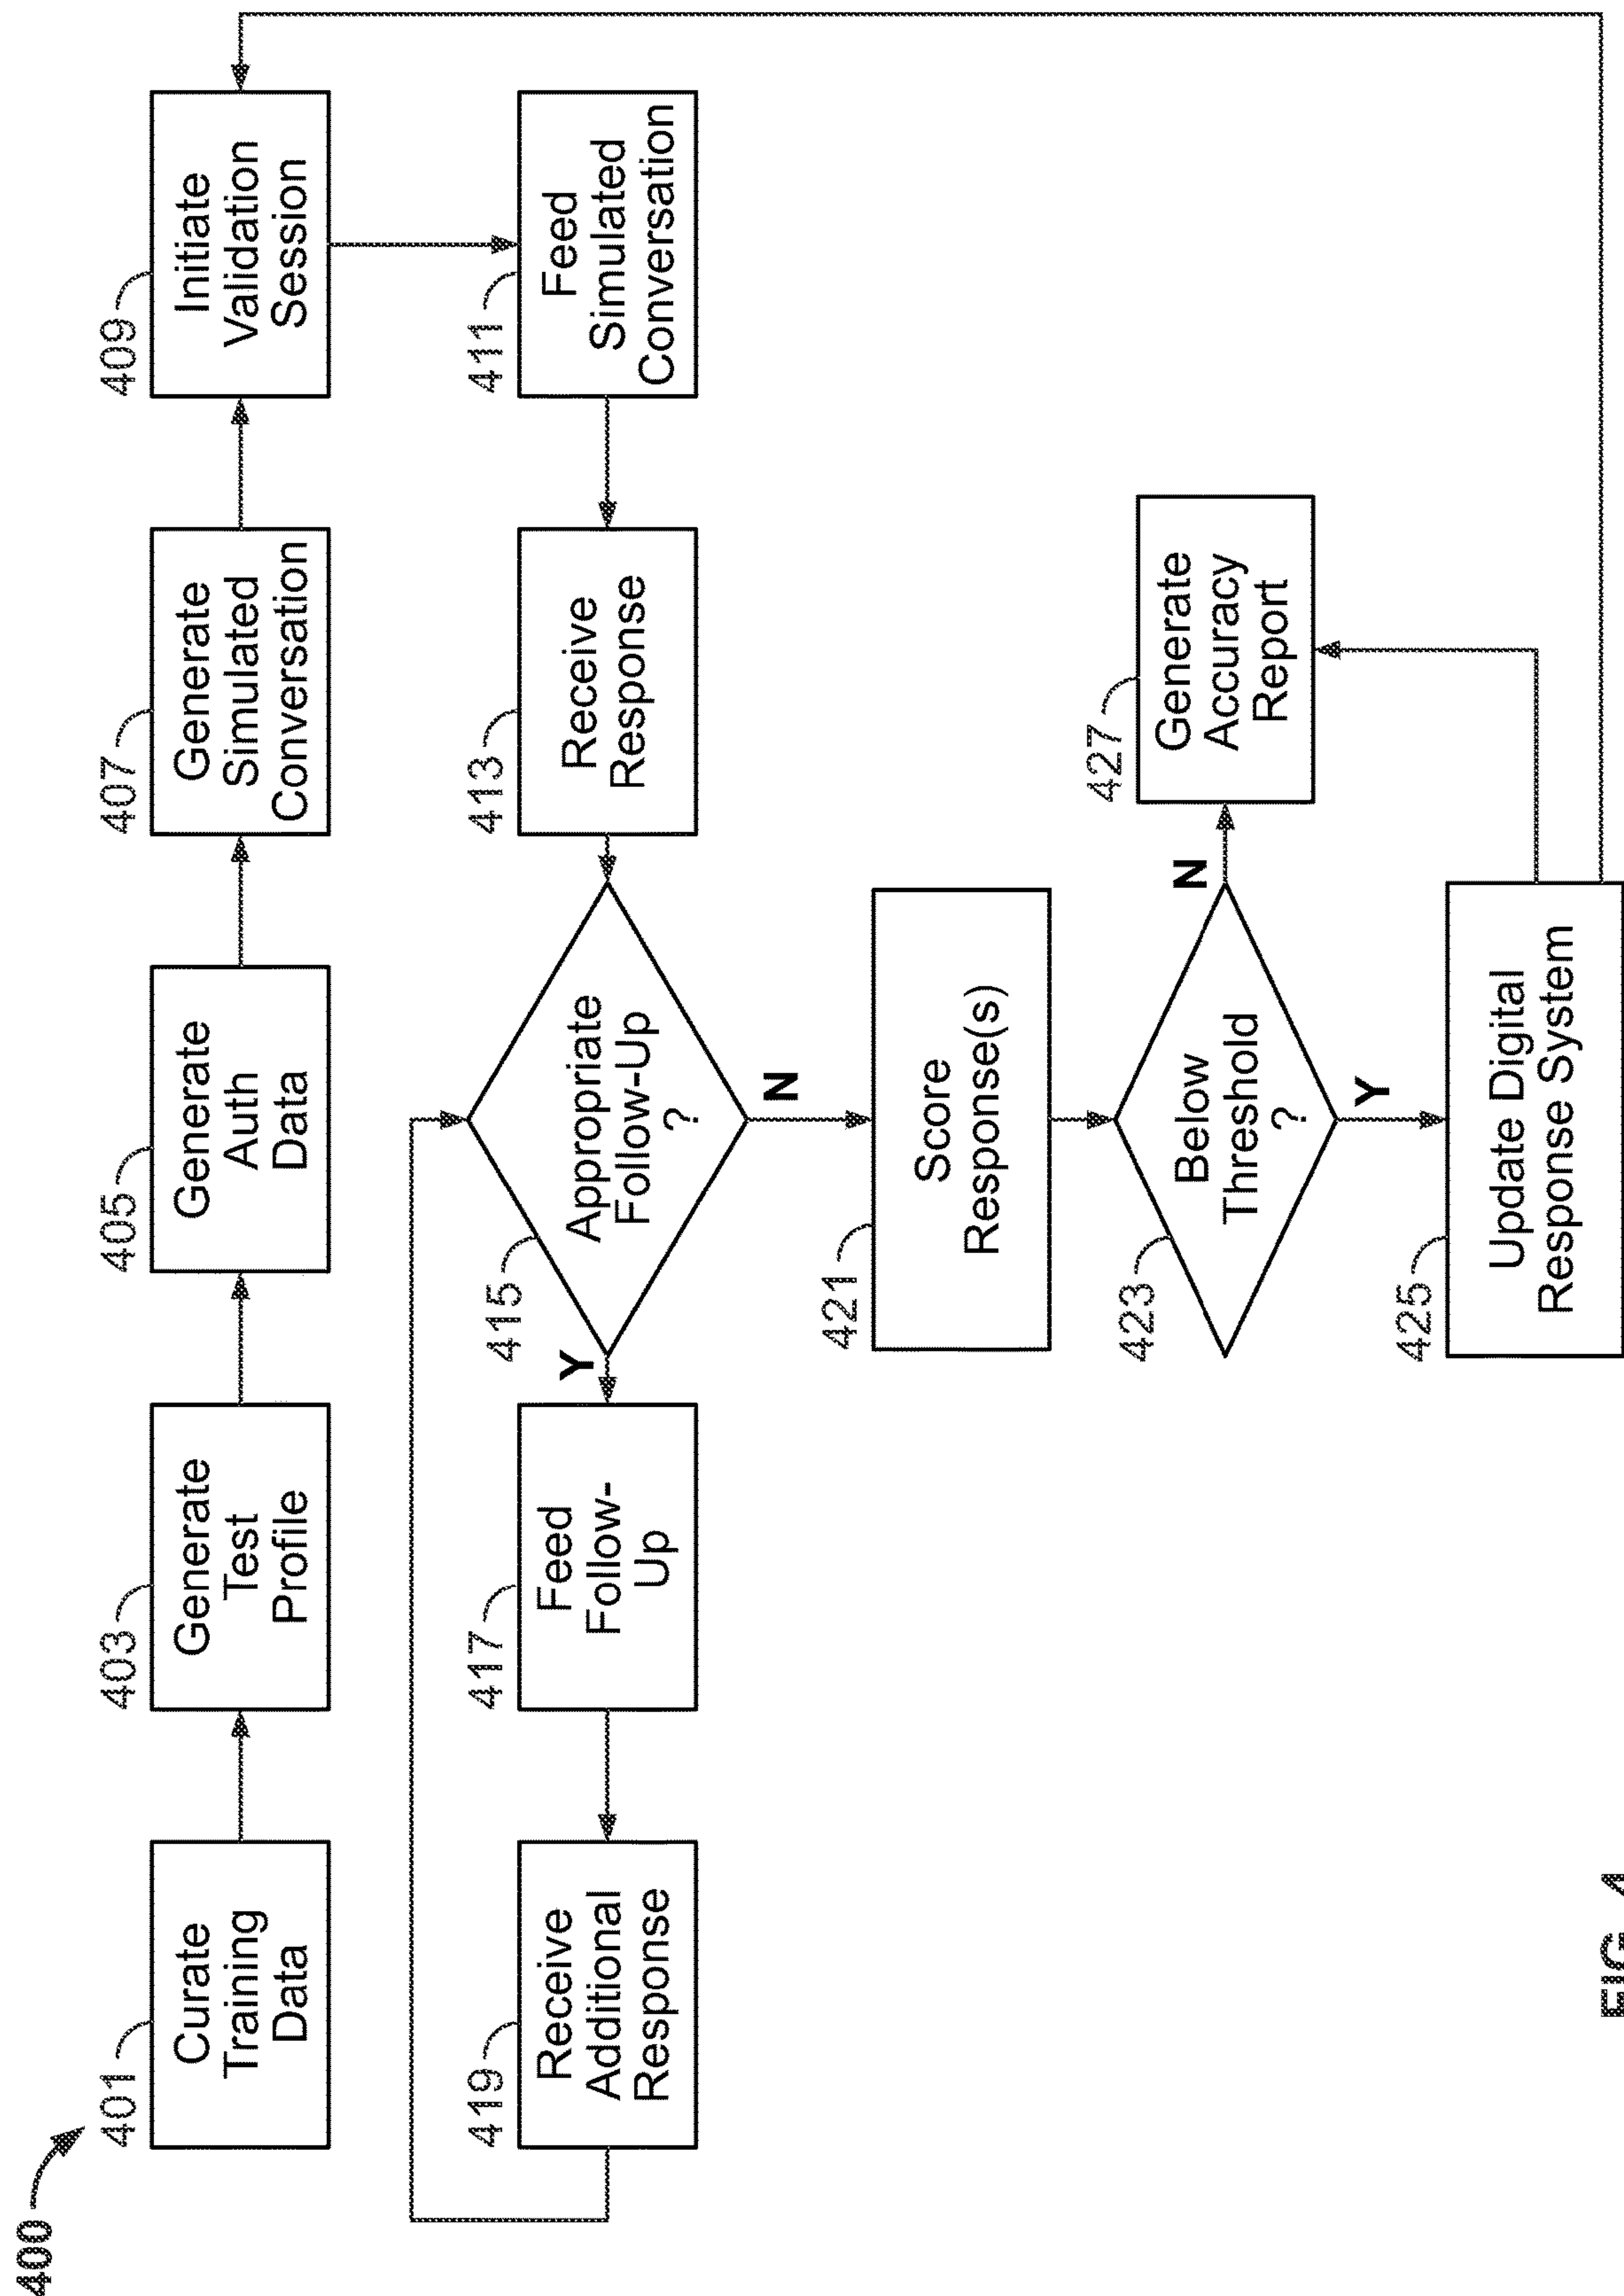 400
401
Curate
Training
Data
403
Generate
Test
Profile
405
Generate
Auth
Data
407
Generate
Simulated
Conversation
409
Initiate
Validation
Session
411
Feed
Simulated
Conversation
413
Receive
Response
415
Appropriate
Follow-Up
?
Y
N
417
Feed
Follow-
Up
419
Receive
Additional
Response
421
Score
Response(s)
423
Below
Threshold
?
N
Y
425
Update Digital
Response System
427
Generate
Accuracy
Report
FIG. 4